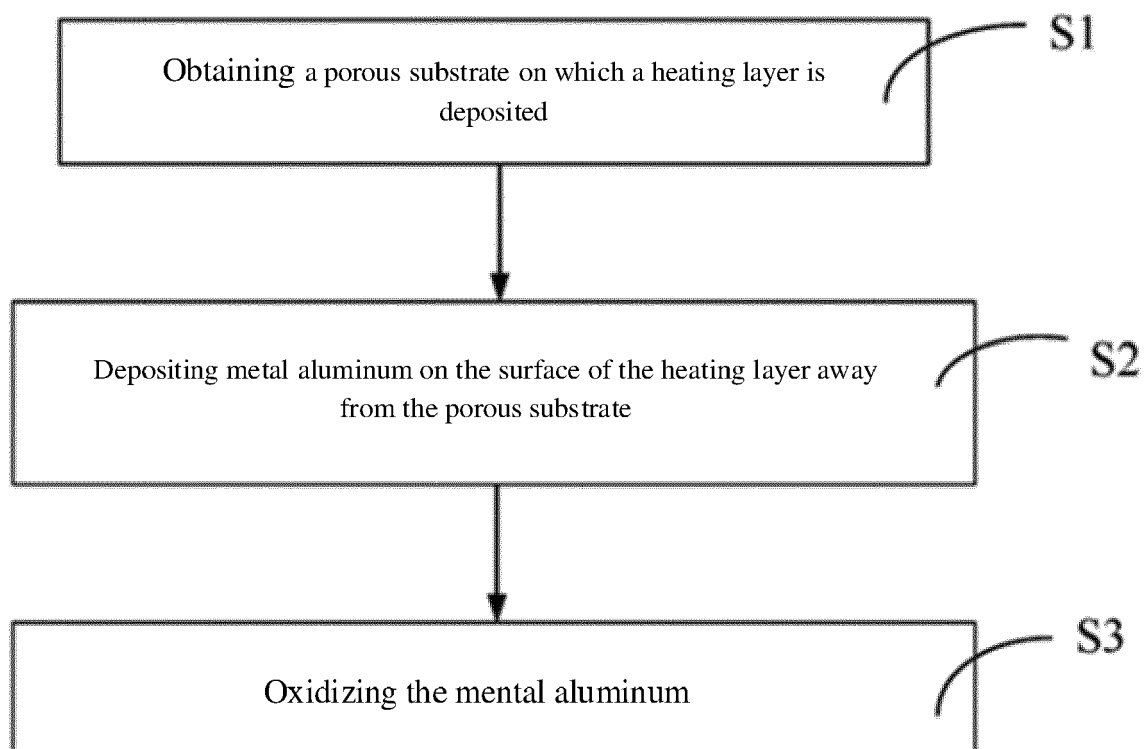 S1
Obtaining a porous substrate on which a heating layer is
deposited
S2
Depositing metal aluminum on the surface of the heating layer away
from the porous substrate
S3
Oxidizing the mental aluminum